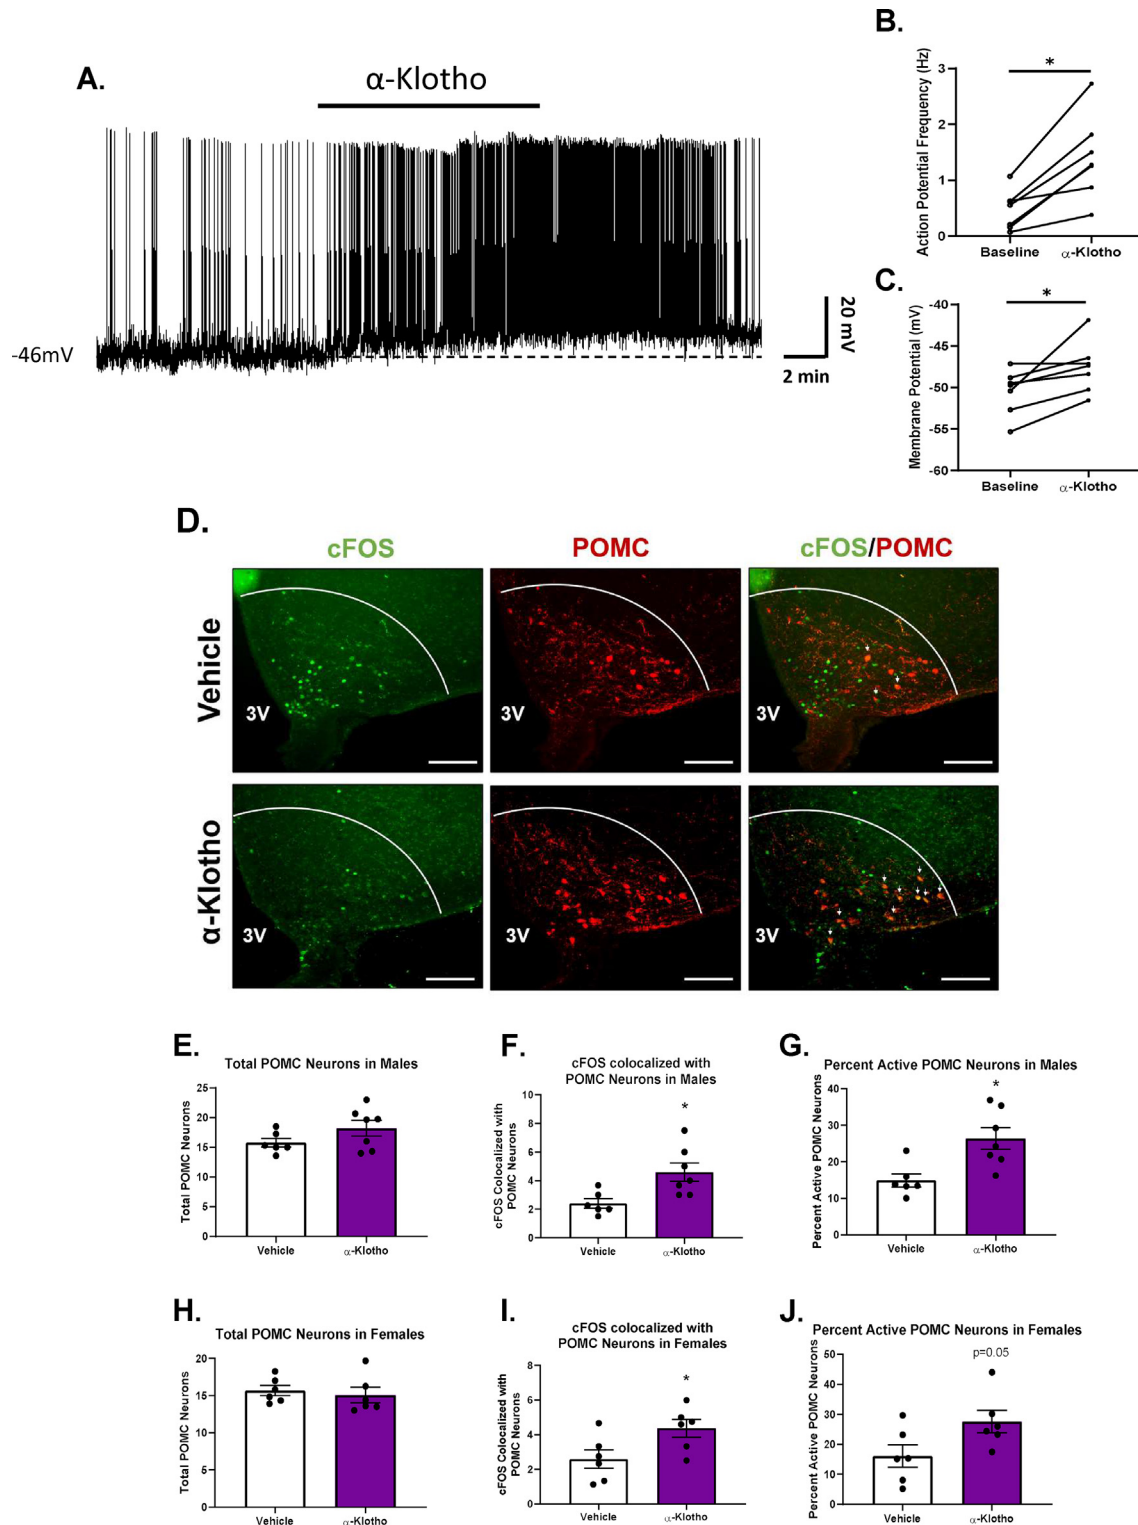 A.
α-Klotho
-46mV
20 mV
2 min
B.
Action Potential Frequency (Hz)
3
2
1
0
*
Baseline
α-Klotho
C.
Membrane Potential (mV)
-40
-45
-50
-55
-60
*
Baseline
α-Klotho
D.
cFOS
POMC
cFOS/POMC
Vehicle
3V
3V
3V
α-Klotho
3V
3V
3V
E.
Total POMC Neurons in Males
Total POMC Neurons
25
20
15
10
5
0
Vehicle
α-Klotho
F.
cFOS colocalized with
POMC Neurons in Males
cFOS Colocalized with
POMC Neurons
10
8
6
4
2
0
*
Vehicle
α-Klotho
G.
Percent Active POMC Neurons in Males
Percent Active POMC Neurons
40
30
20
10
0
*
Vehicle
α-Klotho
H.
Total POMC Neurons in Females
Total POMC Neurons
20
15
10
5
0
Vehicle
α-Klotho
I.
cFOS colocalized with
POMC Neurons in Females
cFOS Colocalized with
POMC Neurons
8
6
4
2
0
*
Vehicle
α-Klotho
J.
Percent Active POMC Neurons in Females
Percent Active POMC Neurons
50
40
30
20
10
0
p=0.05
Vehicle
α-Klotho